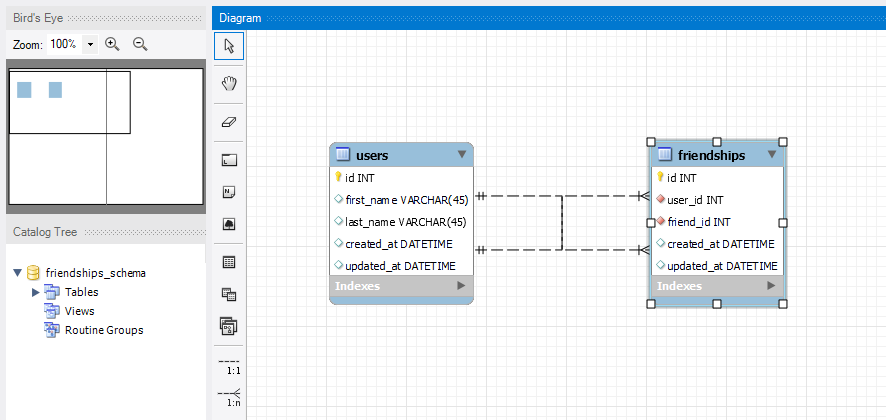 Bird's Eye
Zoom: 100%
Catalog Tree
friendships_schema
Tables
Views
Routine Groups
Diagram
1:1
1:n
users
id INT
first_name VARCHAR(45)
last_name VARCHAR(45)
created_at DATETIME
updated_at DATETIME
Indexes
friendships
id INT
user_id INT
friend_id INT
created_at DATETIME
updated_at DATETIME
Indexes